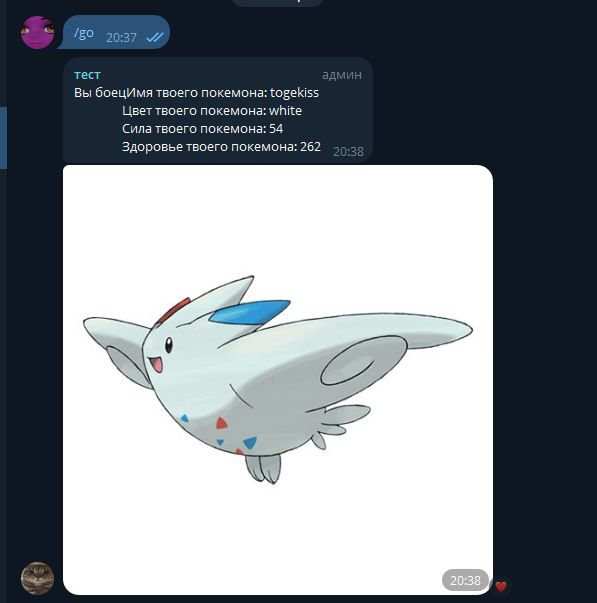 /go 20:37
тест админ
Вы боецИмя твоего покемона: togekiss
Цвет твоего покемона: white
Сила твоего покемона: 54
Здоровье твоего покемона: 262 20:38
20:38